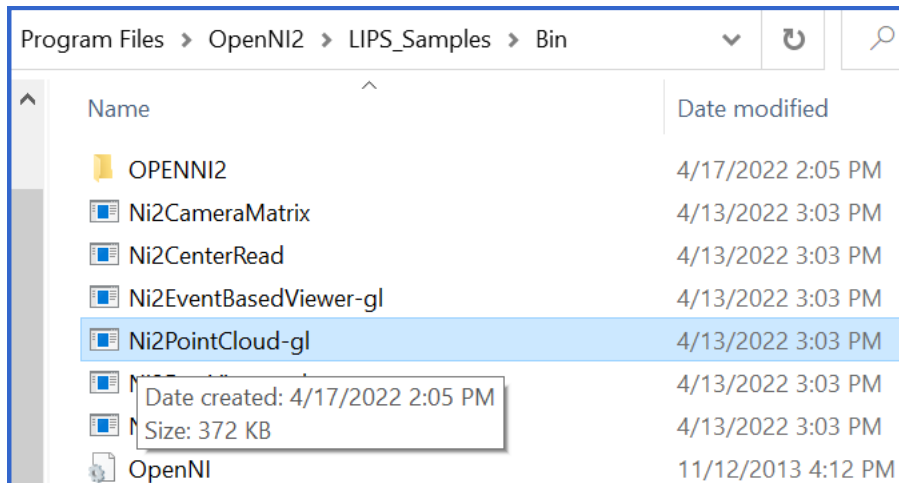 Program Files > OpenNI2 > LIPS_Samples > Bin
Name Date modified
OPENNI2 4/17/2022 2:05 PM
Ni2CameraMatrix 4/13/2022 3:03 PM
Ni2CenterRead 4/13/2022 3:03 PM
Ni2EventBasedViewer-gl 4/13/2022 3:03 PM
Ni2PointCloud-gl 4/13/2022 3:03 PM
4/13/2022 3:03 PM
Date created: 4/17/2022 2:05 PM
4/13/2022 3:03 PM
Size: 372 KB
OpenNI 11/12/2013 4:12 PM